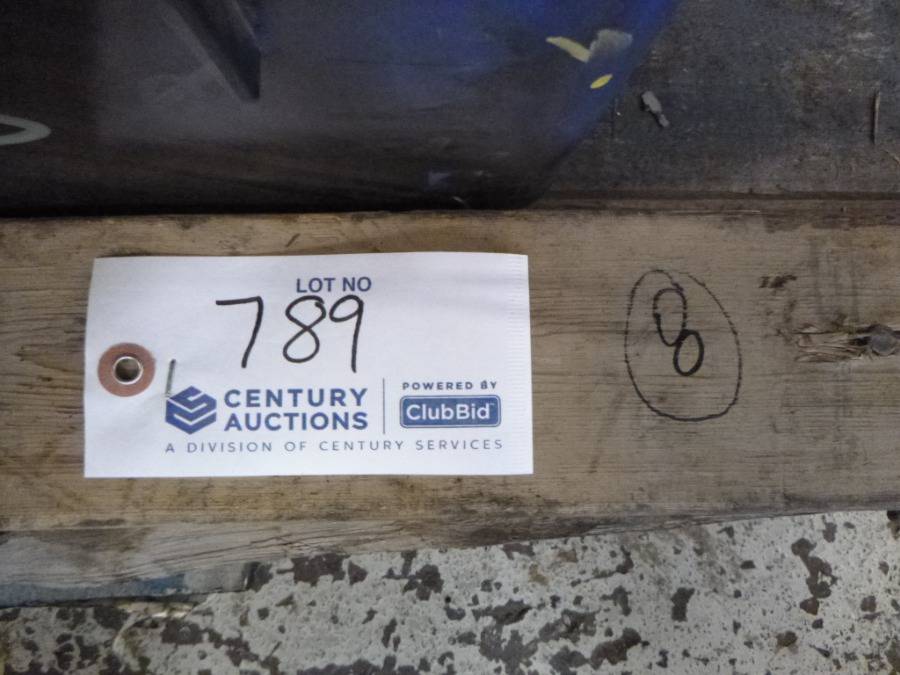 LOT NO
789
CENTURY
AUCTIONS
POWERED BY
ClubBid
A DIVISION OF CENTURY SERVICES
8